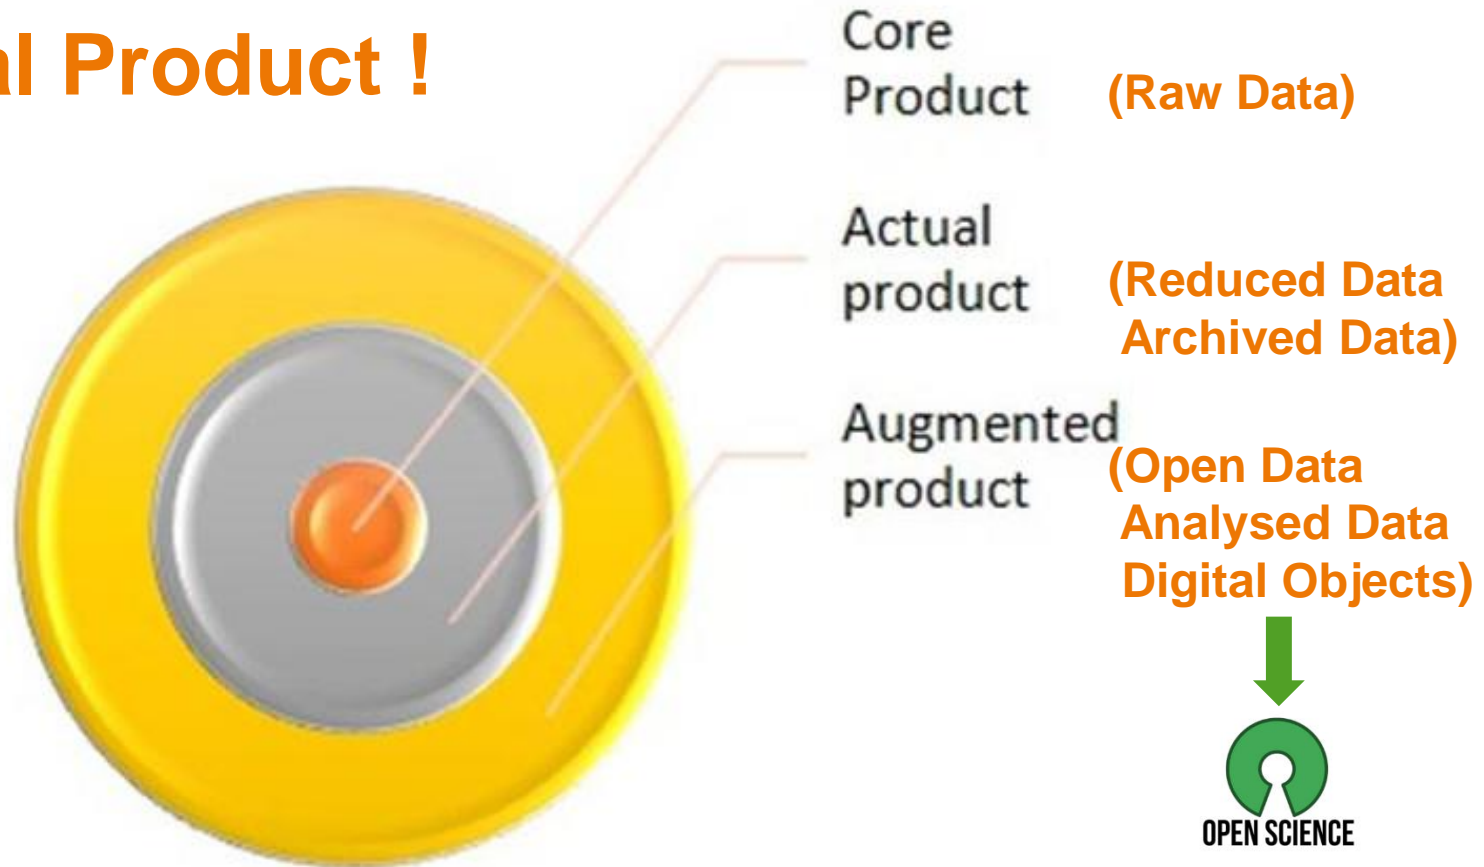 al Product !
Core
Product
(Raw Data)
Actual
product
(Reduced Data
Archived Data)
Augmented
product
(Open Data
Analysed Data
Digital Objects)
OPEN SCIENCE